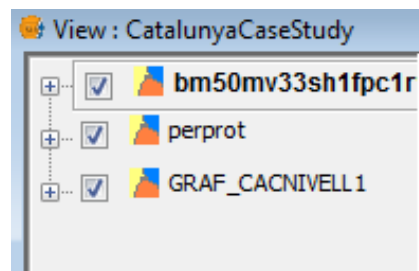 View : CatalunyaCaseStudy
bm50mv33sh1fpc1r
perprot
GRAF_CACNIVELL1